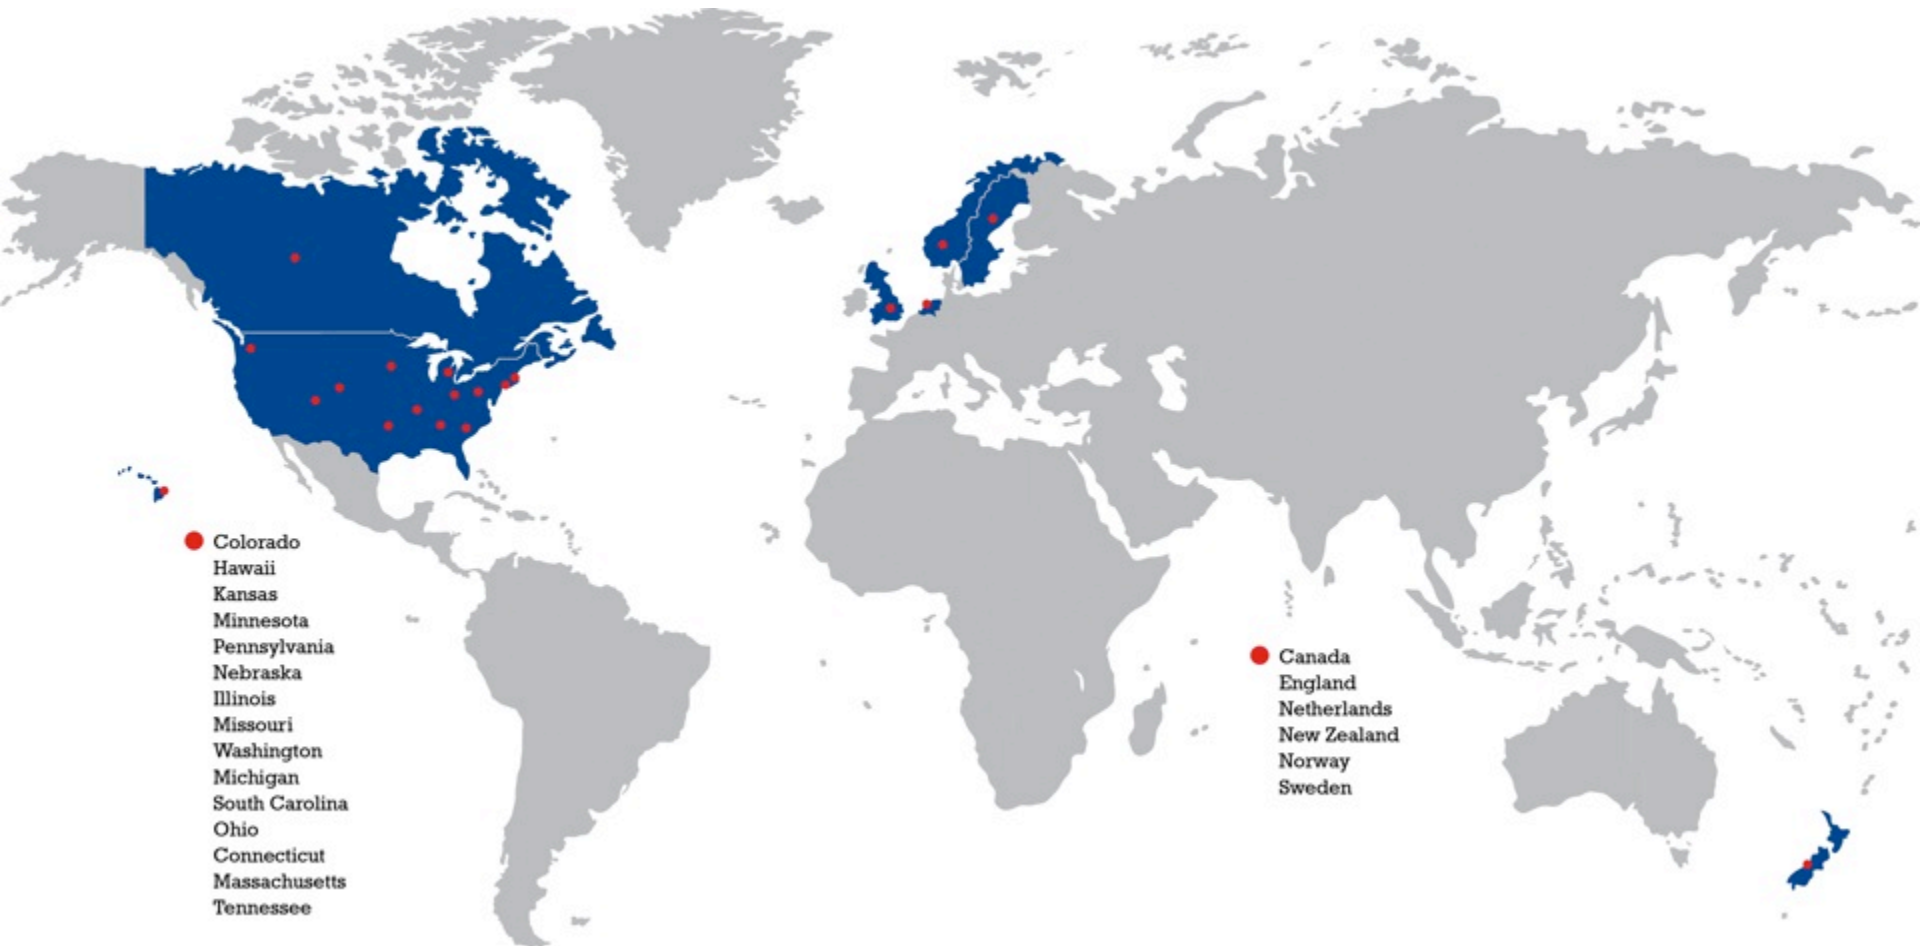 Colorado
Hawaii
Kansas
Minnesota
Pennsylvania
Nebraska
Illinois
Missouri
Washington
Michigan
South Carolina
Ohio
Connecticut
Massachusetts
Tennessee
Canada
England
Netherlands
New Zealand
Norway
Sweden